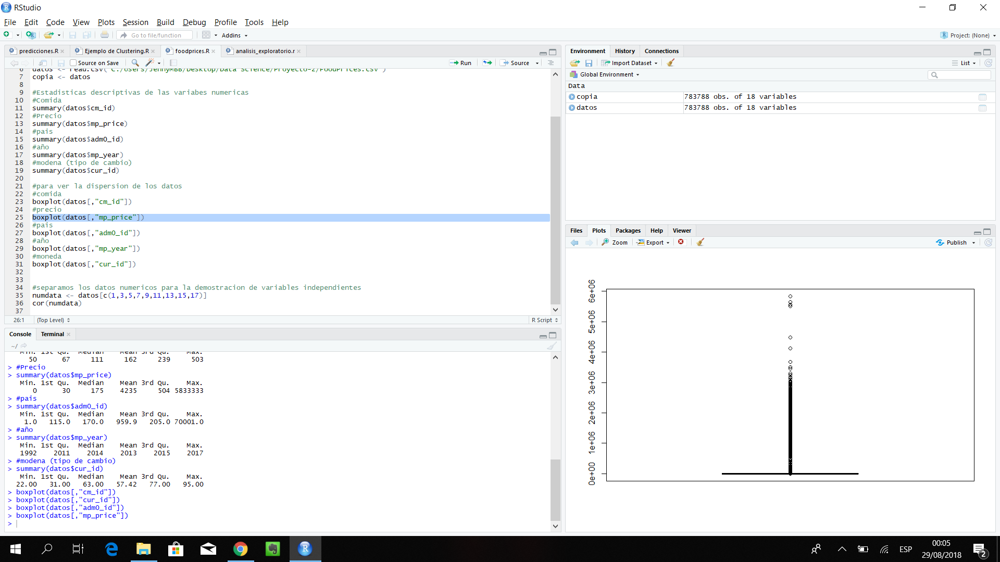 RStudio
File Edit Code View Plots Session Build Debug Profile Tools Help
Go to file/function Addins Project: (None)
predicciones.R Ejemplo de Clustering.R foodprices.R analisis_exploratorio.r
Source on Save Run Source
6 datos <- read.csv("C:/Users/JennyMBB/Desktop/Data Science/Proyecto-2/FoodPrices.csv")
7 copia <- datos
8
9 #Estadisticas descriptivas de las variabes numericas
10 #Comida
11 summary(datos$cm_id)
12 #Precio
13 summary(datos$mp_price)
14 #pais
15 summary(datos$adm0_id)
16 #año
17 summary(datos$mp_year)
18 #modena (tipo de cambio)
19 summary(datos$cur_id)
20
21 #para ver la dispersion de los datos
22 #comida
23 boxplot(datos[,"cm_id"])
24 #precio
25 boxplot(datos[,"mp_price"])
26 #pais
27 boxplot(datos[,"adm0_id"])
28 #año
29 boxplot(datos[,"mp_year"])
30 #moneda
31 boxplot(datos[,"cur_id"])
32
33
34 #separamos los datos numericos para la demostracion de variables independientes
35 numdata <- datos[c(1,3,5,7,9,11,13,15,17)]
36 cor(numdata)
37
26:1 (Top Level) R Script
Console Terminal
~/
Min. 1st Qu. Median Mean 3rd Qu. Max.
50 67 111 162 239 503
> #Precio
> summary(datos$mp_price)
Min. 1st Qu. Median Mean 3rd Qu. Max.
0 30 175 4235 504 5833333
> #pais
> summary(datos$adm0_id)
Min. 1st Qu. Median Mean 3rd Qu. Max.
1.0 115.0 170.0 959.9 205.0 70001.0
> #año
> summary(datos$mp_year)
Min. 1st Qu. Median Mean 3rd Qu. Max.
1992 2011 2014 2013 2015 2017
> #modena (tipo de cambio)
> summary(datos$cur_id)
Min. 1st Qu. Median Mean 3rd Qu. Max.
22.00 31.00 63.00 57.42 77.00 95.00
> boxplot(datos[,"cm_id"])
> boxplot(datos[,"cur_id"])
> boxplot(datos[,"adm0_id"])
> boxplot(datos[,"mp_price"])
>
Environment History Connections
Import Dataset List
Global Environment
Data
copia 783788 obs. of 18 variables
datos 783788 obs. of 18 variables
Files Plots Packages Help Viewer
Zoom Export Publish
6e+06
5e+06
4e+06
3e+06
2e+06
1e+06
0e+00
ESP
00:05
29/08/2018
2